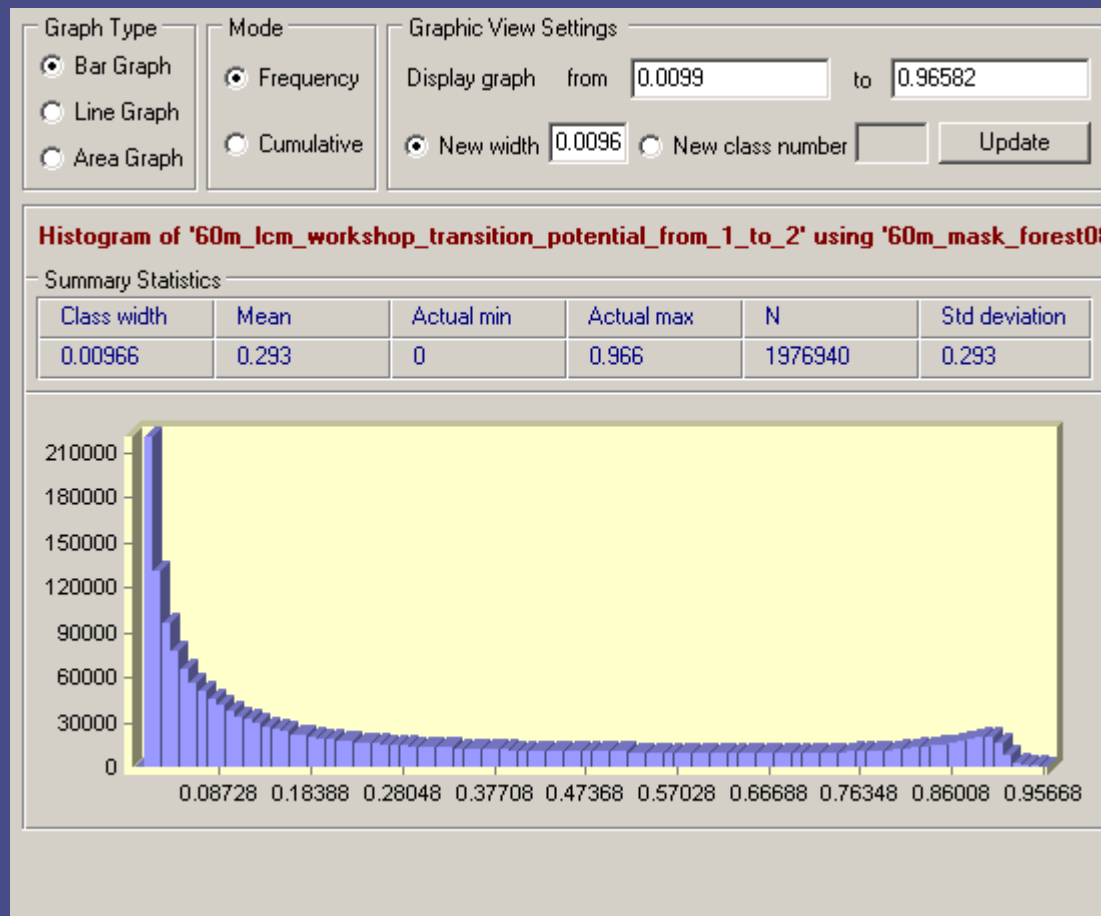 Graph Type
Bar Graph
Line Graph
Area Graph
Mode
Frequency
Cumulative
Graphic View Settings
Display graph from 0.0099 to 0.96582
New width 0.0096 New class number Update
Histogram of '60m_lcm_workshop_transition_potential_from_1_to_2' using '60m_mask_forest08
Summary Statistics
Class width Mean Actual min Actual max N Std deviation
0.00966 0.293 0 0.966 1976940 0.293
210000
180000
150000
120000
90000
60000
30000
0
0.08728 0.18388 0.28048 0.37708 0.47368 0.57028 0.66688 0.76348 0.86008 0.95668